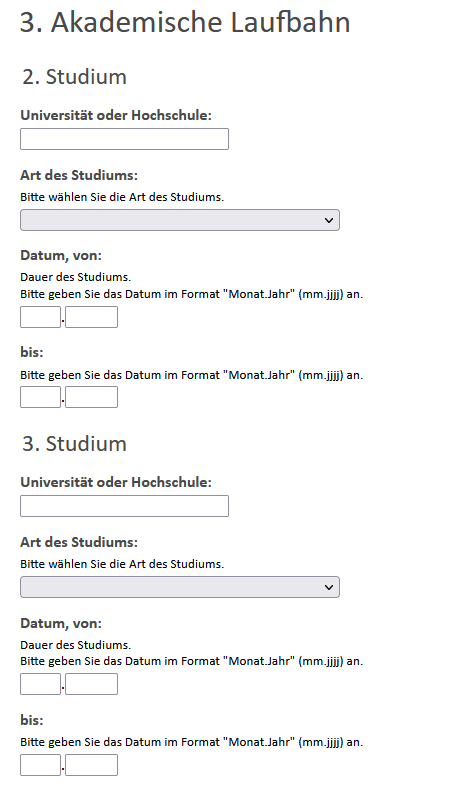 3. Akademische Laufbahn
2. Studium
Universität oder Hochschule:
Art des Studiums:
Bitte wählen Sie die Art des Studiums.
Datum, von:
Dauer des Studiums.
Bitte geben Sie das Datum im Format "Monat.Jahr" (mm.jjjj) an.
.
bis:
Bitte geben Sie das Datum im Format "Monat.Jahr" (mm.jjjj) an.
.
3. Studium
Universität oder Hochschule:
Art des Studiums:
Bitte wählen Sie die Art des Studiums.
Datum, von:
Dauer des Studiums.
Bitte geben Sie das Datum im Format "Monat.Jahr" (mm.jjjj) an.
.
bis:
Bitte geben Sie das Datum im Format "Monat.Jahr" (mm.jjjj) an.
.